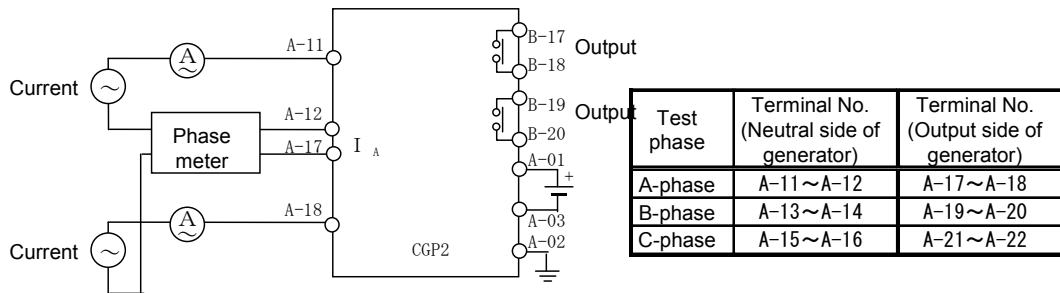 Current
A
A-11
A-12
Phase
meter
A-17
I A
A-18
A
Current
CGP2
B-17
B-18
Output
B-19
B-20
Output
A-01
+
A-03
A-02
Test
phase
Terminal No.
(Neutral side of
generator)
Terminal No.
(Output side of
generator)
A-phase A-11～A-12 A-17～A-18
B-phase A-13～A-14 A-19～A-20
C-phase A-15～A-16 A-21～A-22